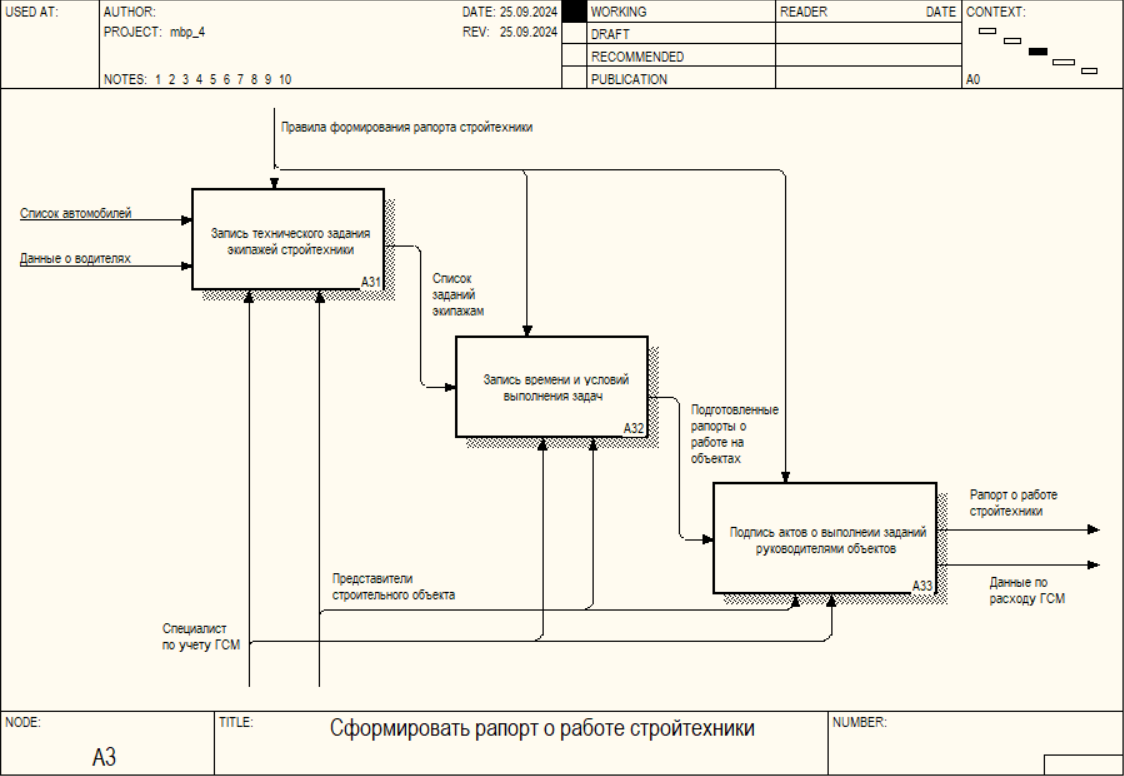 USED AT:
AUTHOR:
DATE: 25.09.2024
PROJECT: mbp_4
REV: 25.09.2024
NOTES: 1 2 3 4 5 6 7 8 9 10
WORKING
DRAFT
RECOMMENDED
PUBLICATION
READER
DATE
CONTEXT:
A0
Правила формирования рапорта стройтехники
Список автомобилей
Данные о водителях
Запись технического задания
экипажей стройтехники
A31
Список
заданий
экипажам
Запись времени и условий
выполнения задач
A32
Подготовленные
рапорты о
работе на
объектах
Подпись актов о выполнеии заданий
руководителями объектов
A33
Рапорт о работе
стройтехники
Данные по
расходу ГСМ
Представители
строительного объекта
Специалист
по учету ГСМ
NODE:
A3
TITLE:
Сформировать рапорт о работе стройтехники
NUMBER: